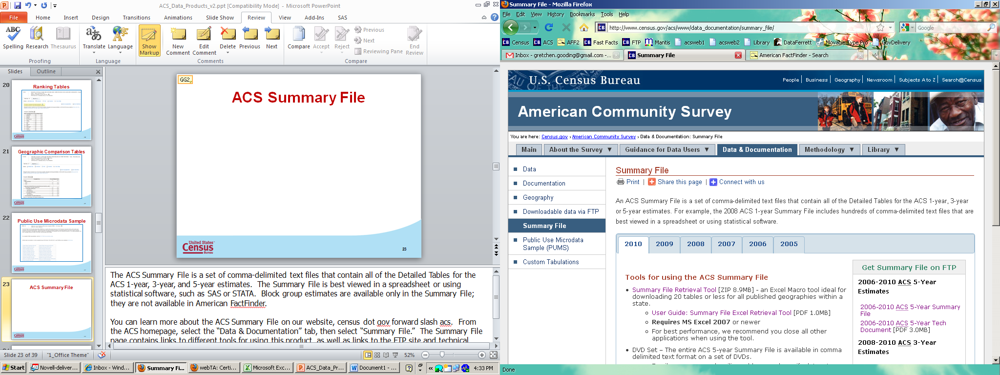 ACS_Data_Products_v2.ppt [Compatibility Mode] - Microsoft PowerPoint
File Home Insert Design Transitions Animations Slide Show Review View Add-Ins SAS
Spelling Research Thesaurus Translate Language Show Markup New Comment Edit Comment Delete Previous Next Compare Accept Reject Previous Next Reviewing Pane End Review
Proofing Language Comments Compare
Slides Outline
20
Ranking Tables
21
Geographic Comparison Tables
22
Public Use Microdata Sample
23
ACS Summary File
GG2
ACS Summary File
United States
Census
Bureau
23
The ACS Summary File is a set of comma-delimited text files that contain all of the Detailed Tables for the
ACS 1-year, 3-year, and 5-year estimates. The Summary File is best viewed in a spreadsheet or using
statistical software, such as SAS or STATA. Block group estimates are available only in the Summary File;
they are not available in American FactFinder.
You can learn more about the ACS Summary File on our website, census dot gov forward slash acs. From
the ACS homepage, select the “Data & Documentation” tab, then select “Summary File.” The Summary File
page contains links to different tools for using this product, as well as links to the FTP site and technical
Slide 23 of 39 "1_Office Theme" 52%
Start Novell-deliver... Inbox - Wind... Summary Fi... webTA: Certi... Microsoft Exc... ACS_Data_Pr... Document1 - ... 4:33 PM
Summary File - Mozilla Firefox
File Edit View History Bookmarks Tools Help
http://www.census.gov/acs/www/data_documentation/summary_file/
Google
Census ACS AFF2 Fast Facts FTP Mantis acsweb1 acsweb2 Library DataFerrett Movable Type Pro GovDelivery
Inbox - gretchen.gooding@gmail.com -... Summary File American FactFinder - Search
U.S. Census Bureau
People Business Geography Newsroom Subjects A to Z Search@Census
American Community Survey
You are here: Census.gov › American Community Survey › Data & Documentation: Summary File
Main About the Survey ▼ Guidance for Data Users ▼ Data & Documentation Methodology ▼ Library ▼
Data
Documentation
Geography
Downloadable data via FTP
Summary File
Public Use Microdata
Sample (PUMS)
Custom Tabulations
Summary File
Print | Share this page | Connect with us
An ACS Summary File is a set of comma-delimited text files that contain all of the Detailed Tables for the ACS 1-year, 3-year
or 5-year estimates. For example, the 2008 ACS 1-year Summary File includes hundreds of comma-delimited text files that are
best viewed in a spreadsheet or using statistical software.
2010 2009 2008 2007 2006 2005
Tools for using the ACS Summary File
• Summary File Retrieval Tool [ZIP 8.9MB] - an Excel Macro tool ideal for
downloading 20 tables or less for all published geographies within a
state.
User Guide: Summary File Excel Retrieval Tool [PDF 1.0MB]
Requires MS Excel 2007 or newer
For best performance, we recommend you close all other
applications when using the tool.
• DVD Set – The entire ACS 5-year Summary File is available in comma
delimited text format on a set of DVDs.
Get Summary File on FTP
2006-2010 ACS 5-Year
Estimates
2006-2010 ACS 5-Year Summary
File
2006-2010 ACS 5-Year Tech
Document [PDF 3.0MB]
2008-2010 ACS 3-Year
Estimates
Done